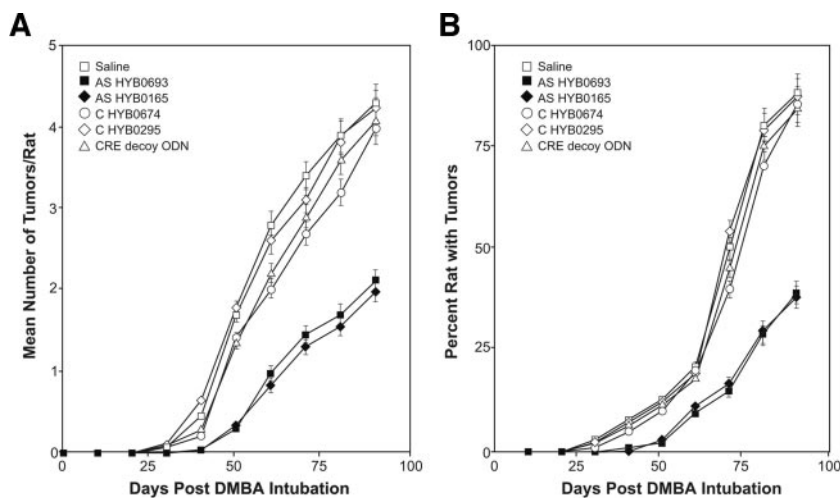 A
Mean Number of Tumors/Rat
5
4
3
2
1
0
Saline
AS HYB0693
AS HYB0165
C HYB0674
C HYB0295
CRE decoy ODN
0 25 50 75 100
Days Post DMBA Intubation
B
Percent Rat with Tumors
100
75
50
25
0
Saline
AS HYB0693
AS HYB0165
C HYB0674
C HYB0295
CRE decoy ODN
0 25 50 75 100
Days Post DMBA Intubation